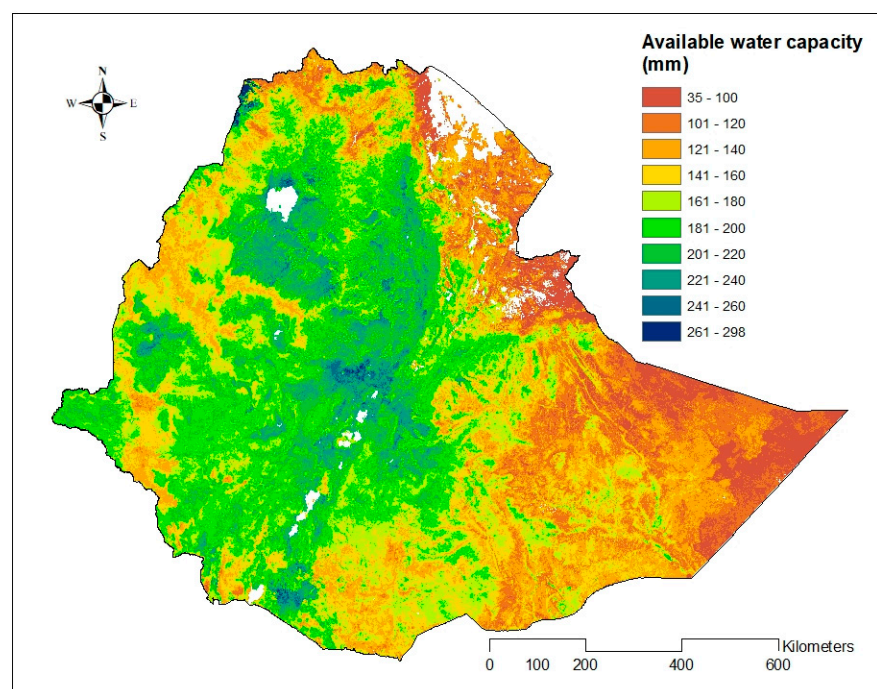 N
W E
S
Available water capacity
(mm)
35 - 100
101 - 120
121 - 140
141 - 160
161 - 180
181 - 200
201 - 220
221 - 240
241 - 260
261 - 298
Kilometers
0 100 200 400 600